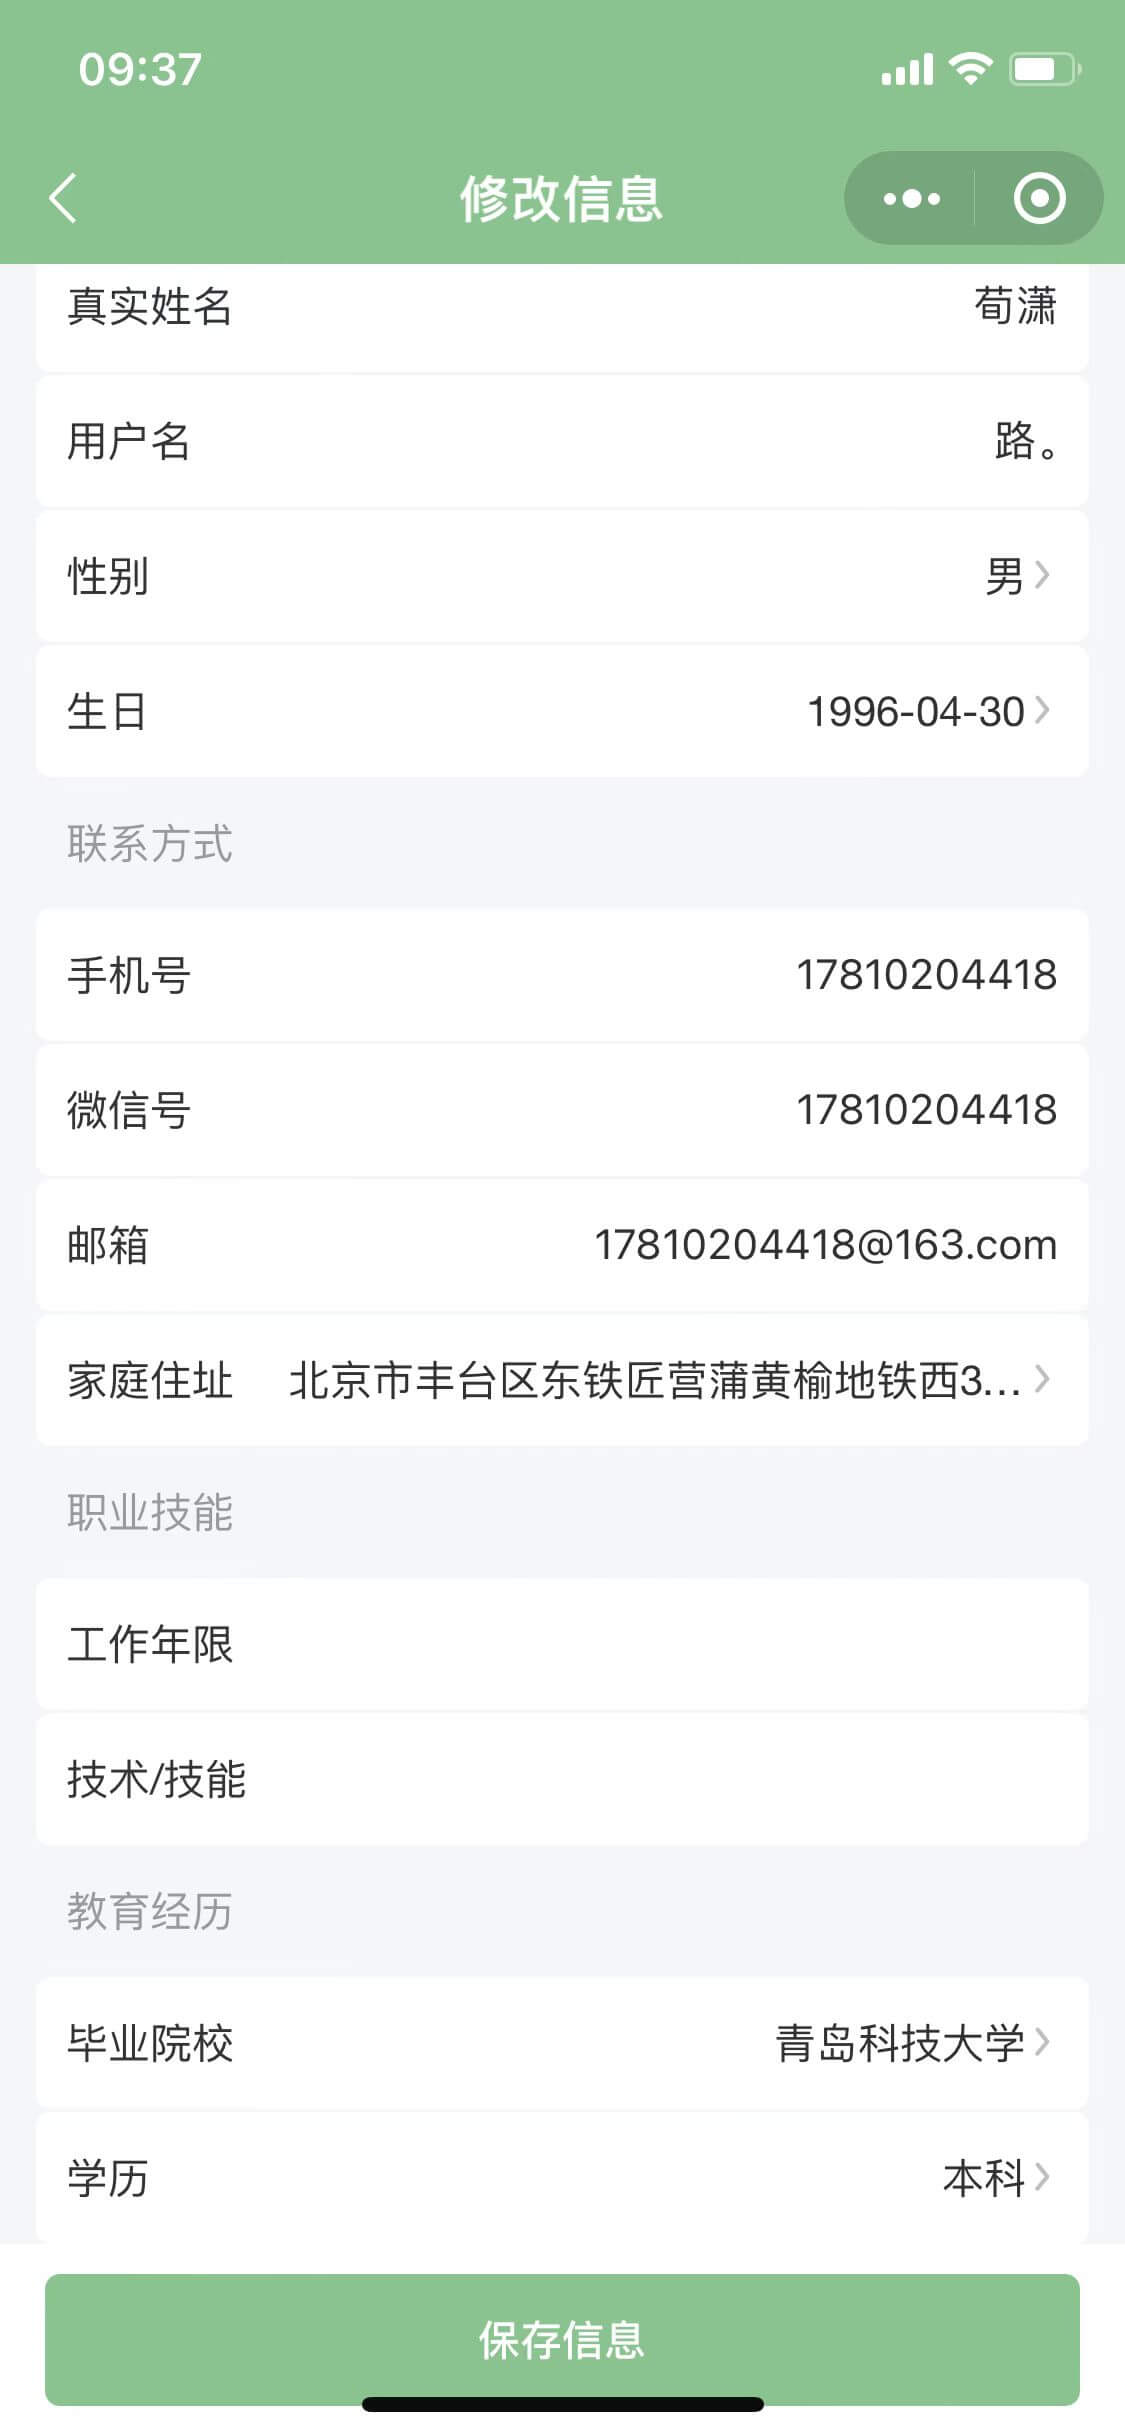 09:37
修改信息
真实姓名 荀潇
用户名 路。
性别 男
生日 1996-04-30
联系方式
手机号 17810204418
微信号 17810204418
邮箱 17810204418@163.com
家庭住址 北京市丰台区东铁匠营蒲黄榆地铁西3...
职业技能
工作年限
技术/技能
教育经历
毕业院校 青岛科技大学
学历 本科
保存信息